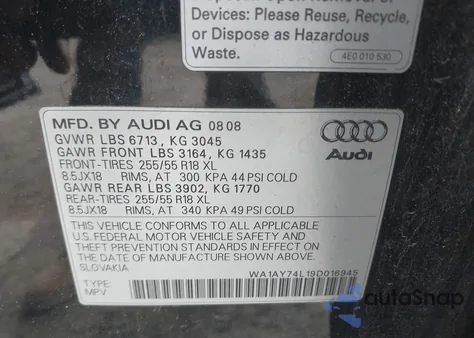 Devices: Please Reuse, Recycle,
or Dispose as Hazardous
Waste.
4E0 010 530
MFD. BY AUDI AG 08 08
GVWR LBS 6713 , KG 3045
GAWR FRONT LBS 3164, KG 1435
FRONT-TIRES 255/55 R18 XL
8.5JX18 RIMS, AT 300 KPA 44 PSI COLD
GAWR REAR LBS 3902, KG 1770
REAR-TIRES 255/55 R18 XL
8.5JX18 RIMS, AT 340 KPA 49 PSI COLD
Audi
THIS VEHICLE CONFORMS TO ALL APPLICABLE
U.S. FEDERAL MOTOR VEHICLE SAFETY AND
THEFT PREVENTION STANDARDS IN EFFECT ON
THE DATE OF MANUFACTURE SHOWN ABOVE.
SLOVAKIA
WA1AY74L19D016945
TYPE:
MPV
autoSnap